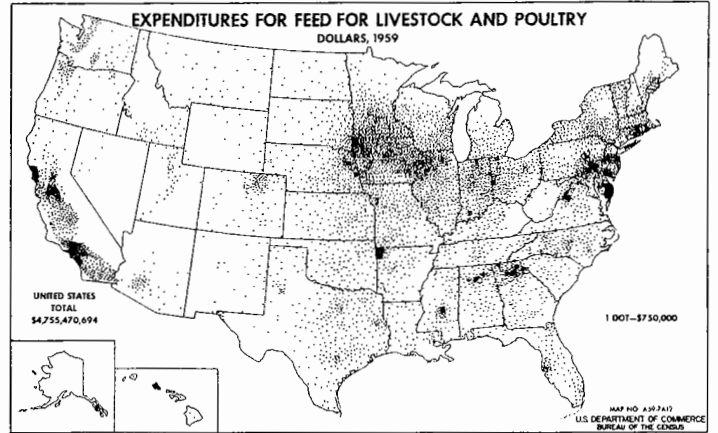 EXPENDITURES FOR FEED FOR LIVESTOCK AND POULTRY
DOLLARS, 1959
UNITED STATES
TOTAL
$4,755,470,694
1 DOT—$750,000
MAP NO. A59-7A17
U.S. DEPARTMENT OF COMMERCE
BUREAU OF THE CENSUS